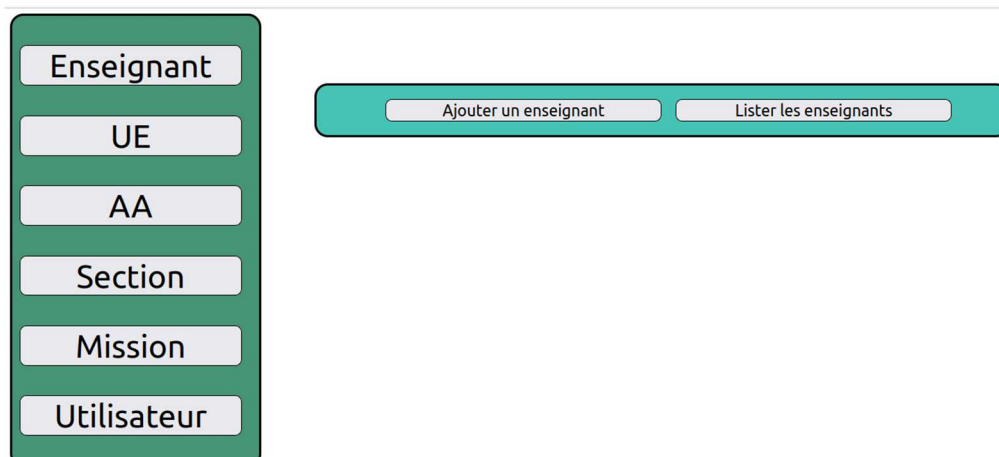 Enseignant
UE
AA
Section
Mission
Utilisateur
Ajouter un enseignant
Lister les enseignants